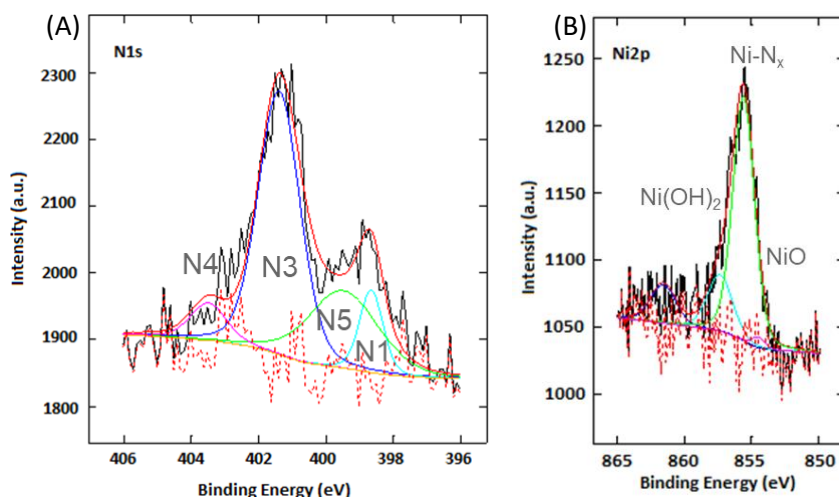 (A)
N1s
2300
2200
2100
2000
1900
1800
Intensity (a.u.)
N4
N3
N5
N1
406 404 402 400 398 396
Binding Energy (eV)
(B)
Ni2p
1250
1200
1150
1100
1050
1000
Intensity (a.u.)
Ni-Nₓ
Ni(OH)₂
NiO
865 860 855 850
Binding Energy (eV)